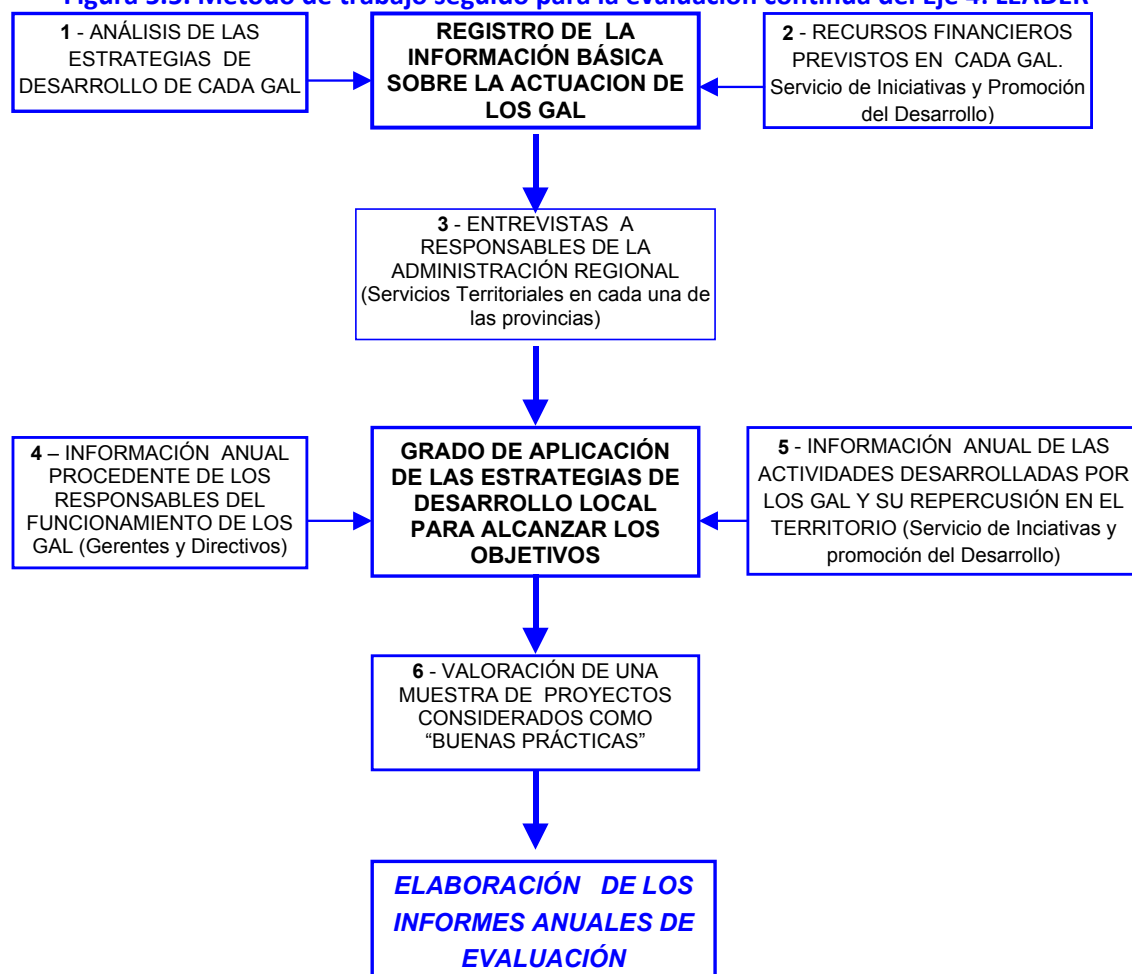 Figura 5.5. Método de trabajo seguido para la evaluación continua del Eje 4. LEADER
1 - ANÁLISIS DE LAS
ESTRATEGIAS DE
DESARROLLO DE CADA GAL
REGISTRO DE LA
INFORMACIÓN BÁSICA
SOBRE LA ACTUACION DE
LOS GAL
2 - RECURSOS FINANCIEROS
PREVISTOS EN CADA GAL.
Servicio de Iniciativas y Promoción
del Desarrollo)
3 - ENTREVISTAS A
RESPONSABLES DE LA
ADMINISTRACIÓN REGIONAL
(Servicios Territoriales en cada una de
las provincias)
4 – INFORMACIÓN ANUAL
PROCEDENTE DE LOS
RESPONSABLES DEL
FUNCIONAMIENTO DE LOS
GAL (Gerentes y Directivos)
GRADO DE APLICACIÓN
DE LAS ESTRATEGIAS DE
DESARROLLO LOCAL
PARA ALCANZAR LOS
OBJETIVOS
5 - INFORMACIÓN ANUAL DE LAS
ACTIVIDADES DESARROLLADAS POR
LOS GAL Y SU REPERCUSIÓN EN EL
TERRITORIO (Servicio de Inciativas y
promoción del Desarrollo)
6 - VALORACIÓN DE UNA
MUESTRA DE PROYECTOS
CONSIDERADOS COMO
“BUENAS PRÁCTICAS”
ELABORACIÓN DE LOS
INFORMES ANUALES DE
EVALUACIÓN